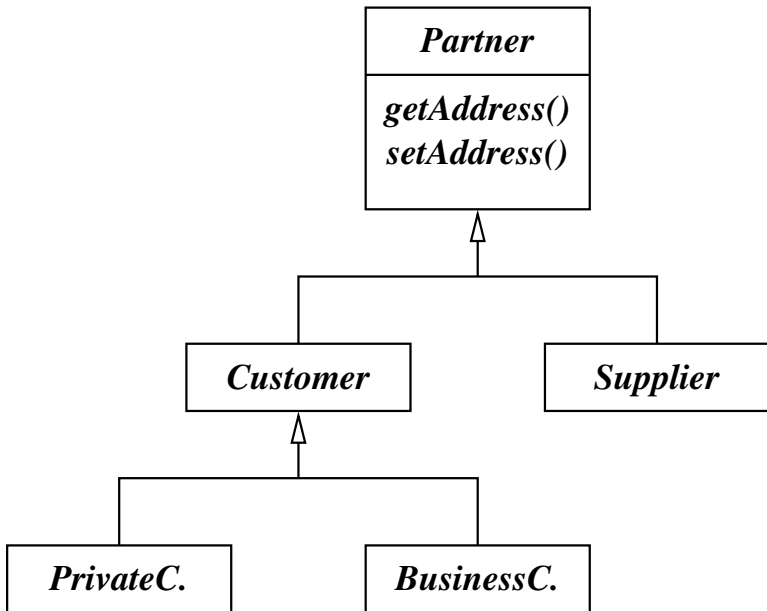 Partner
getAddress()
setAddress()
Customer
Supplier
PrivateC.
BusinessC.